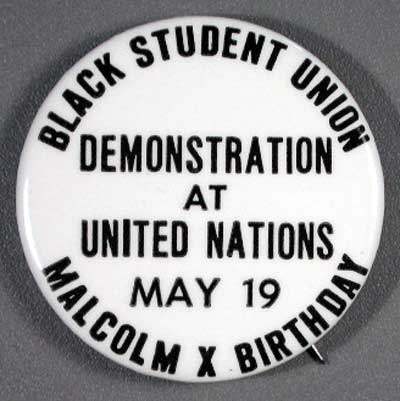 BLACK STUDENT UNION
DEMONSTRATION
AT
UNITED NATIONS
MAY 19
MALCOLM X BIRTHDAY